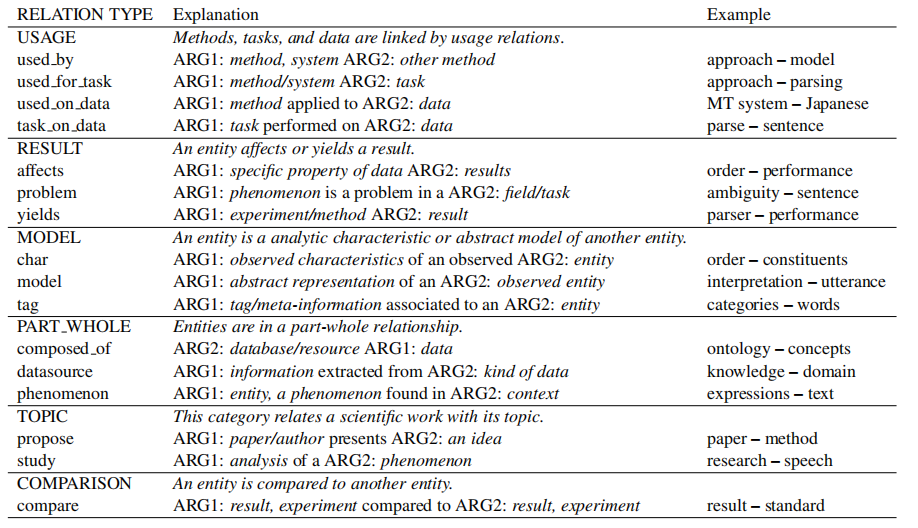 RELATION TYPE Explanation Example
USAGE Methods, tasks, and data are linked by usage relations.
used_by ARG1: method, system ARG2: other method approach – model
used_for_task ARG1: method/system ARG2: task approach – parsing
used_on_data ARG1: method applied to ARG2: data MT system – Japanese
task_on_data ARG1: task performed on ARG2: data parse – sentence
RESULT An entity affects or yields a result.
affects ARG1: specific property of data ARG2: results order – performance
problem ARG1: phenomenon is a problem in a ARG2: field/task ambiguity – sentence
yields ARG1: experiment/method ARG2: result parser – performance
MODEL An entity is a analytic characteristic or abstract model of another entity.
char ARG1: observed characteristics of an observed ARG2: entity order – constituents
model ARG1: abstract representation of an ARG2: observed entity interpretation – utterance
tag ARG1: tag/meta-information associated to an ARG2: entity categories – words
PART_WHOLE Entities are in a part-whole relationship.
composed_of ARG2: database/resource ARG1: data ontology – concepts
datasource ARG1: information extracted from ARG2: kind of data knowledge – domain
phenomenon ARG1: entity, a phenomenon found in ARG2: context expressions – text
TOPIC This category relates a scientific work with its topic.
propose ARG1: paper/author presents ARG2: an idea paper – method
study ARG1: analysis of a ARG2: phenomenon research – speech
COMPARISON An entity is compared to another entity.
compare ARG1: result, experiment compared to ARG2: result, experiment result – standard